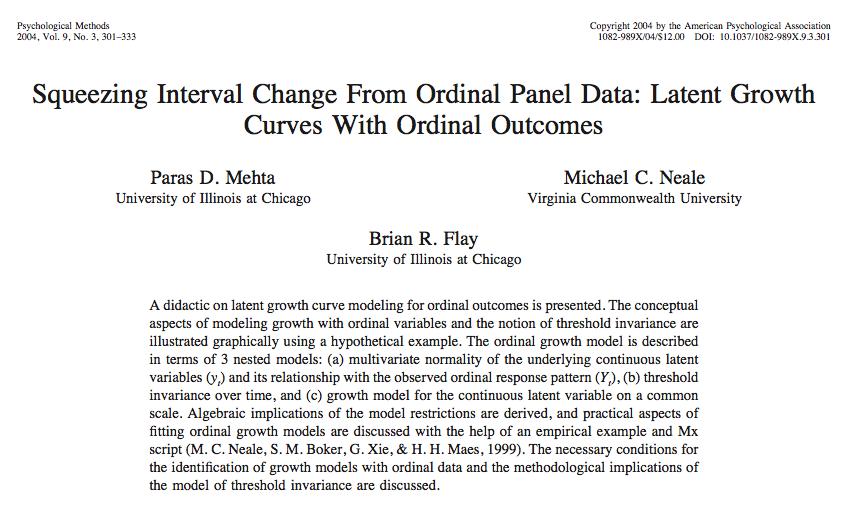 Psychological Methods
2004, Vol. 9, No. 3, 301–333
Copyright 2004 by the American Psychological Association
1082-989X/04/$12.00 DOI: 10.1037/1082-989X.9.3.301
Squeezing Interval Change From Ordinal Panel Data: Latent Growth
Curves With Ordinal Outcomes
Paras D. Mehta
University of Illinois at Chicago
Michael C. Neale
Virginia Commonwealth University
Brian R. Flay
University of Illinois at Chicago
A didactic on latent growth curve modeling for ordinal outcomes is presented. The conceptual
aspects of modeling growth with ordinal variables and the notion of threshold invariance are
illustrated graphically using a hypothetical example. The ordinal growth model is described
in terms of 3 nested models: (a) multivariate normality of the underlying continuous latent
variables (yₜ) and its relationship with the observed ordinal response pattern (Yₜ), (b) threshold
invariance over time, and (c) growth model for the continuous latent variable on a common
scale. Algebraic implications of the model restrictions are derived, and practical aspects of
fitting ordinal growth models are discussed with the help of an empirical example and Mx
script (M. C. Neale, S. M. Boker, G. Xie, & H. H. Maes, 1999). The necessary conditions for
the identification of growth models with ordinal data and the methodological implications of
the model of threshold invariance are discussed.